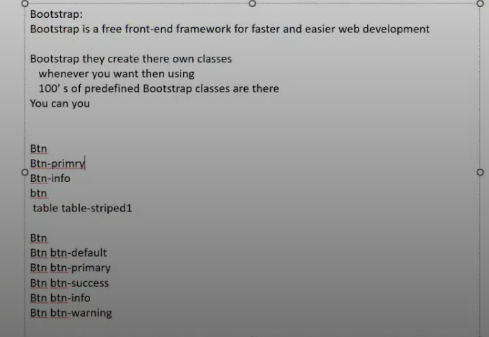 Bootstrap:
Bootstrap is a free front-end framework for faster and easier web development
Bootstrap they create there own classes
whenever you want then using
100' s of predefined Bootstrap classes are there
You can you
Btn
Btn-primry
Btn-info
btn
table table-striped1
Btn
Btn btn-default
Btn btn-primary
Btn btn-success
Btn btn-info
Btn btn-warning